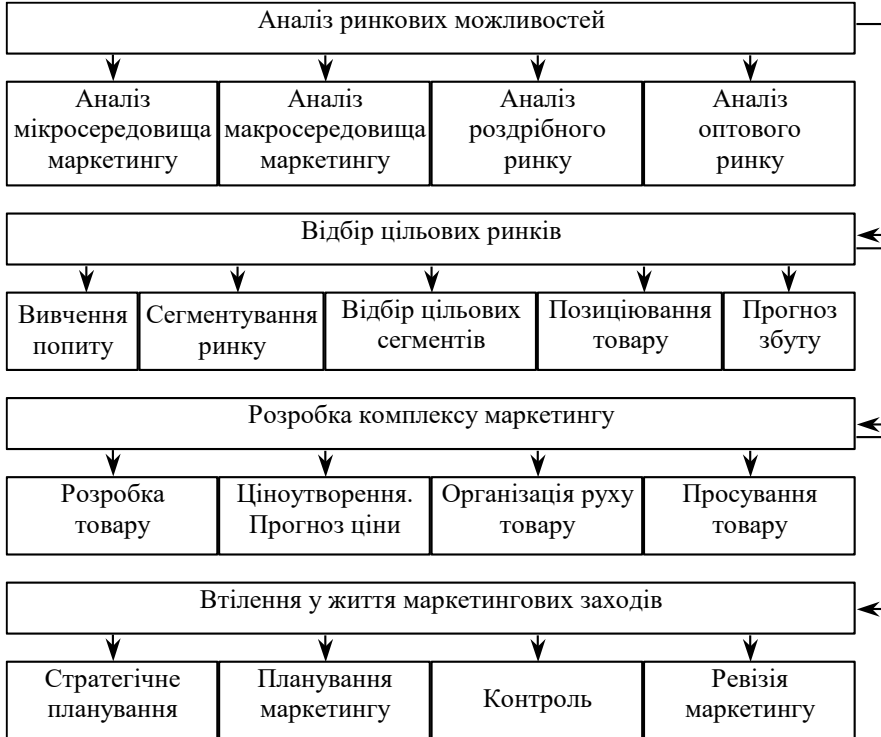 Аналіз ринкових можливостей
Аналіз
мікросередовища
маркетингу
Аналіз
макросередовища
маркетингу
Аналіз
роздрібного
ринку
Аналіз
оптового
ринку
Відбір цільових ринків
Вивчення
попиту
Сегментування
ринку
Відбір цільових
сегментів
Позиціювання
товару
Прогноз
збуту
Розробка комплексу маркетингу
Розробка
товару
Ціноутворення.
Прогноз ціни
Організація руху
товару
Просування
товару
Втілення у життя маркетингових заходів
Стратегічне
планування
Планування
маркетингу
Контроль
Ревізія
маркетингу